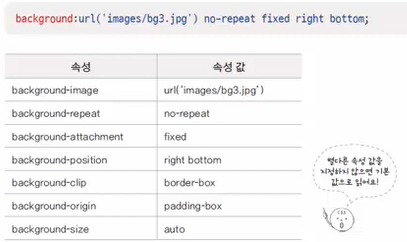 background:url('images/bg3.jpg') no-repeat fixed right bottom;
속성 속성 값
background-image url('images/bg3.jpg')
background-repeat no-repeat
background-attachment fixed
background-position right bottom
background-clip border-box
background-origin padding-box
background-size auto
별다른 속성 값을
지정하지 않으면 기본
값으로 읽어요!
CSS